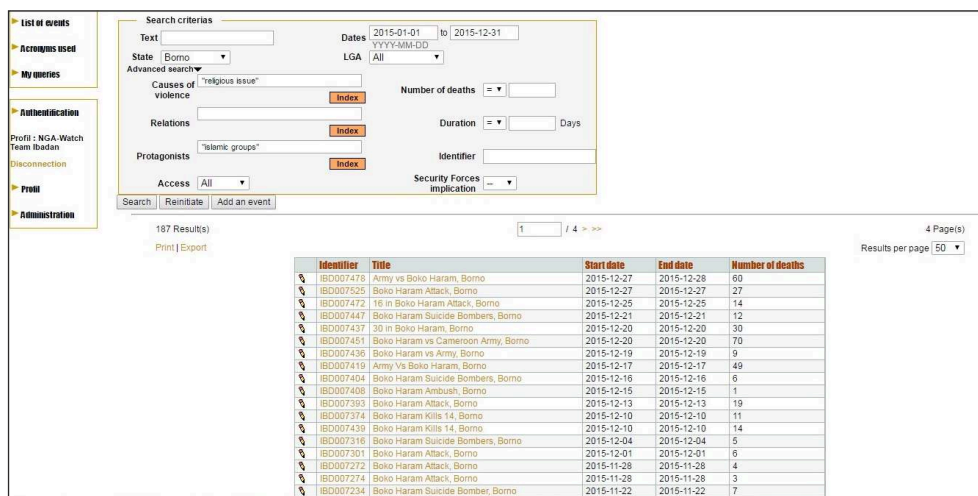 List of events
Acronyms used
My queries
Authentification
Profil : NGA-Watch
Team Ibadan
Disconnection
Profil
Administration
Search criterias
Text
Dates 2015-01-01 to 2015-12-31
YYYY-MM-DD
State Borno LGA All
Advanced search
Causes of violence "religious issue" Index
Number of deaths =
Relations Index
Duration = Days
Protagonists "islamic groups" Index
Identifier
Access All
Security Forces implication --
Search Reinitiate Add an event
187 Result(s) 1 / 4 > >> 4 Page(s)
Print | Export Results per page 50
Identifier Title Start date End date Number of deaths
IBD007478 Army vs Boko Haram, Borno 2015-12-27 2015-12-28 60
IBD007525 Boko Haram Attack, Borno 2015-12-27 2015-12-27 27
IBD007472 16 in Boko Haram Attack, Borno 2015-12-25 2015-12-25 14
IBD007447 Boko Haram Suicide Bombers, Borno 2015-12-21 2015-12-21 12
IBD007437 30 in Boko Haram, Borno 2015-12-20 2015-12-20 30
IBD007451 Boko Haram vs Cameroon Army, Borno 2015-12-20 2015-12-20 70
IBD007436 Boko Haram vs Army, Borno 2015-12-19 2015-12-19 9
IBD007419 Army Vs Boko Haram, Borno 2015-12-17 2015-12-17 49
IBD007404 Boko Haram Suicide Bombers, Borno 2015-12-16 2015-12-16 6
IBD007408 Boko Haram Ambush, Borno 2015-12-15 2015-12-15 1
IBD007393 Boko Haram Attack, Borno 2015-12-13 2015-12-13 19
IBD007374 Boko Haram Kills 14, Borno 2015-12-10 2015-12-10 11
IBD007439 Boko Haram Kills 14, Borno 2015-12-10 2015-12-10 14
IBD007316 Boko Haram Suicide Bombers, Borno 2015-12-04 2015-12-04 5
IBD007301 Boko Haram Attack, Borno 2015-12-01 2015-12-01 6
IBD007272 Boko Haram Attack, Borno 2015-11-28 2015-11-28 4
IBD007274 Boko Haram Attack, Borno 2015-11-28 2015-11-28 3
IBD007234 Boko Haram Suicide Bomber, Borno 2015-11-22 2015-11-22 7